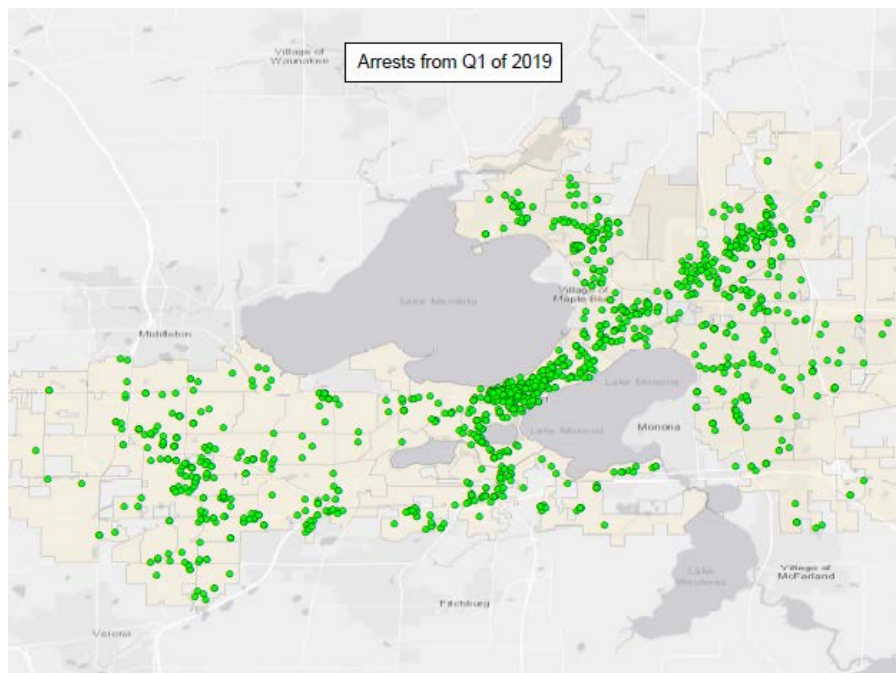 Village of
Waunakee
Arrests from Q1 of 2019
Lake Mendota
Village of
Maple Bluff
Middleton
Lake Monona
Lake Monona
Monona
Lake
Waubesa
Village of
McFarland
Fitchburg
Verona